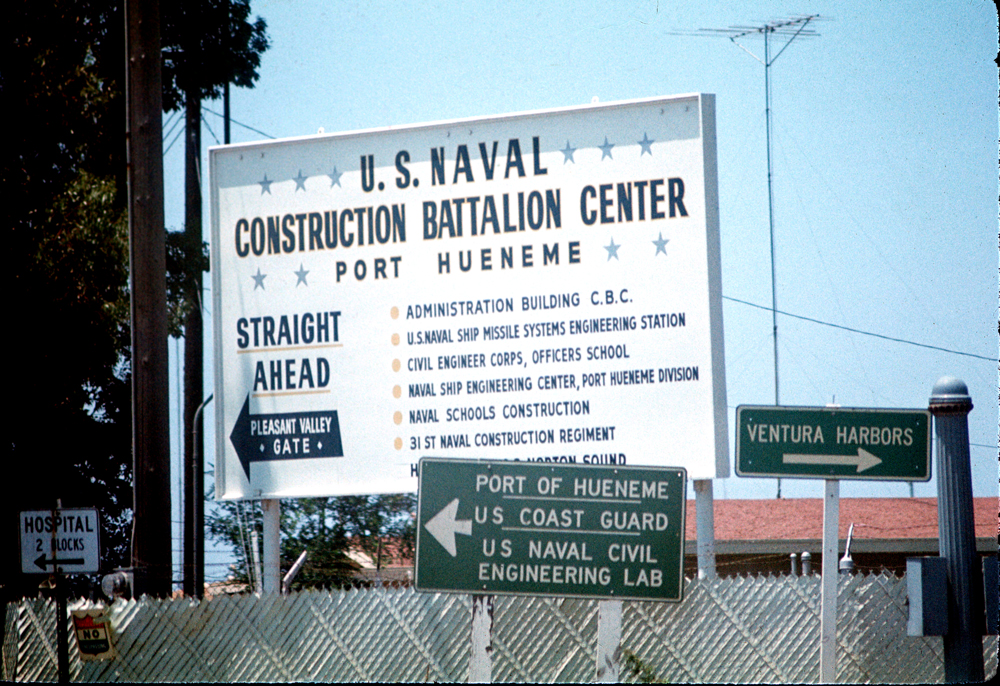 U.S. NAVAL
CONSTRUCTION BATTALION CENTER
PORT HUENEME
STRAIGHT
AHEAD
PLEASANT VALLEY
• GATE •
ADMINISTRATION BUILDING C.B.C.
U.S.NAVAL SHIP MISSILE SYSTEMS ENGINEERING STATION
CIVIL ENGINEER CORPS, OFFICERS SCHOOL
NAVAL SHIP ENGINEERING CENTER, PORT HUENEME DIVISION
NAVAL SCHOOLS CONSTRUCTION
31 ST NAVAL CONSTRUCTION REGIMENT
NORTON SOUND
PORT OF HUENEME
US COAST GUARD
US NAVAL CIVIL
ENGINEERING LAB
VENTURA HARBORS
HOSPITAL
2 BLOCKS
NO